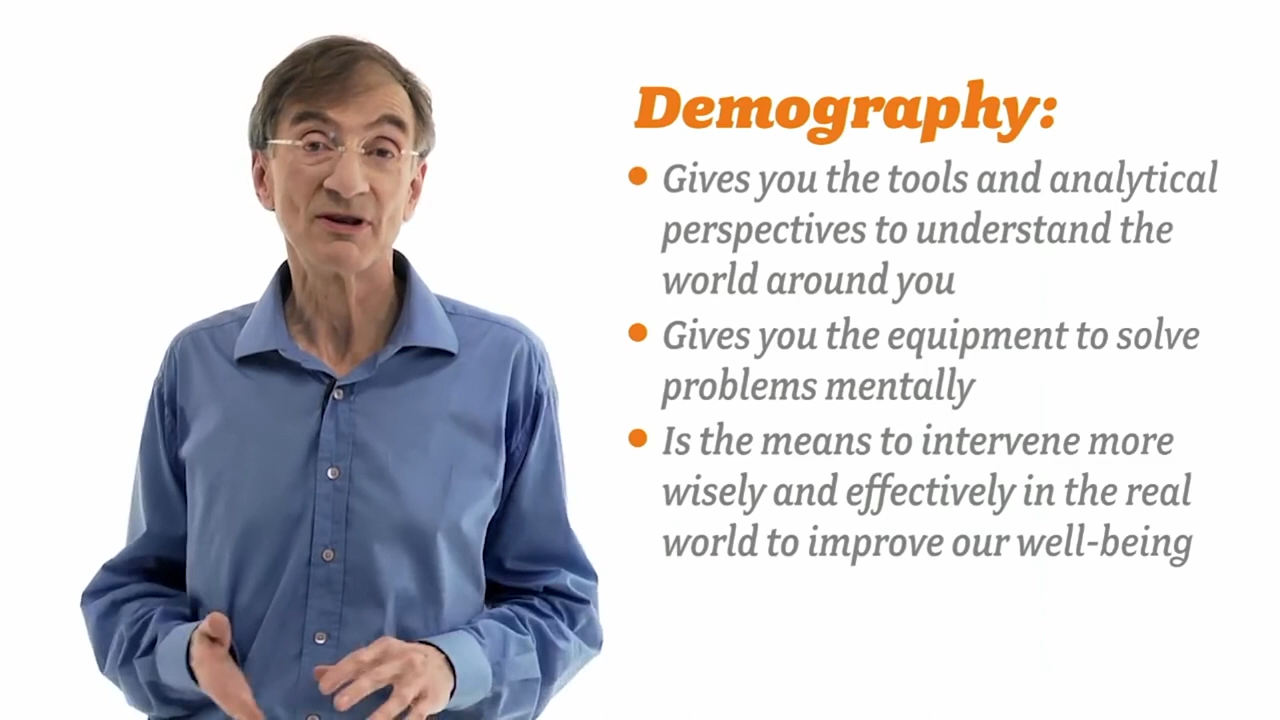 Demography:
• Gives you the tools and analytical
perspectives to understand the
world around you
• Gives you the equipment to solve
problems mentally
• Is the means to intervene more
wisely and effectively in the real
world to improve our well-being